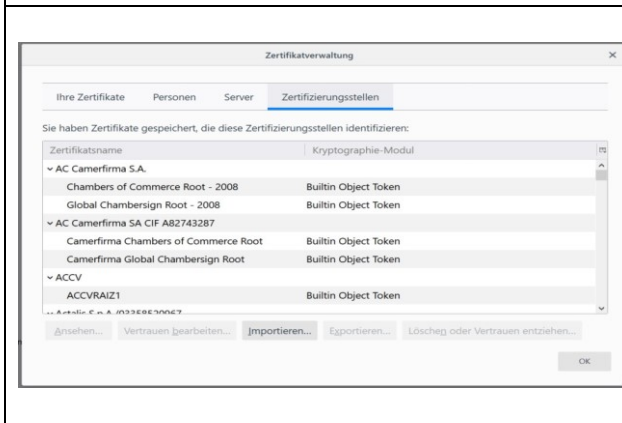 Zertifikatverwaltung
Ihre Zertifikate Personen Server Zertifizierungsstellen
Sie haben Zertifikate gespeichert, die diese Zertifizierungsstellen identifizieren:
Zertifikatsname Kryptographie-Modul
AC Camerfirma S.A.
Chambers of Commerce Root - 2008 Builtin Object Token
Global Chambersign Root - 2008 Builtin Object Token
AC Camerfirma SA CIF A82743287
Camerfirma Chambers of Commerce Root Builtin Object Token
Camerfirma Global Chambersign Root Builtin Object Token
ACCV
ACCVRAIZ1 Builtin Object Token
Actalis S.p.A./03358520967
Ansehen... Vertrauen bearbeiten... Importieren... Exportieren... Löschen oder Vertrauen entziehen...
OK